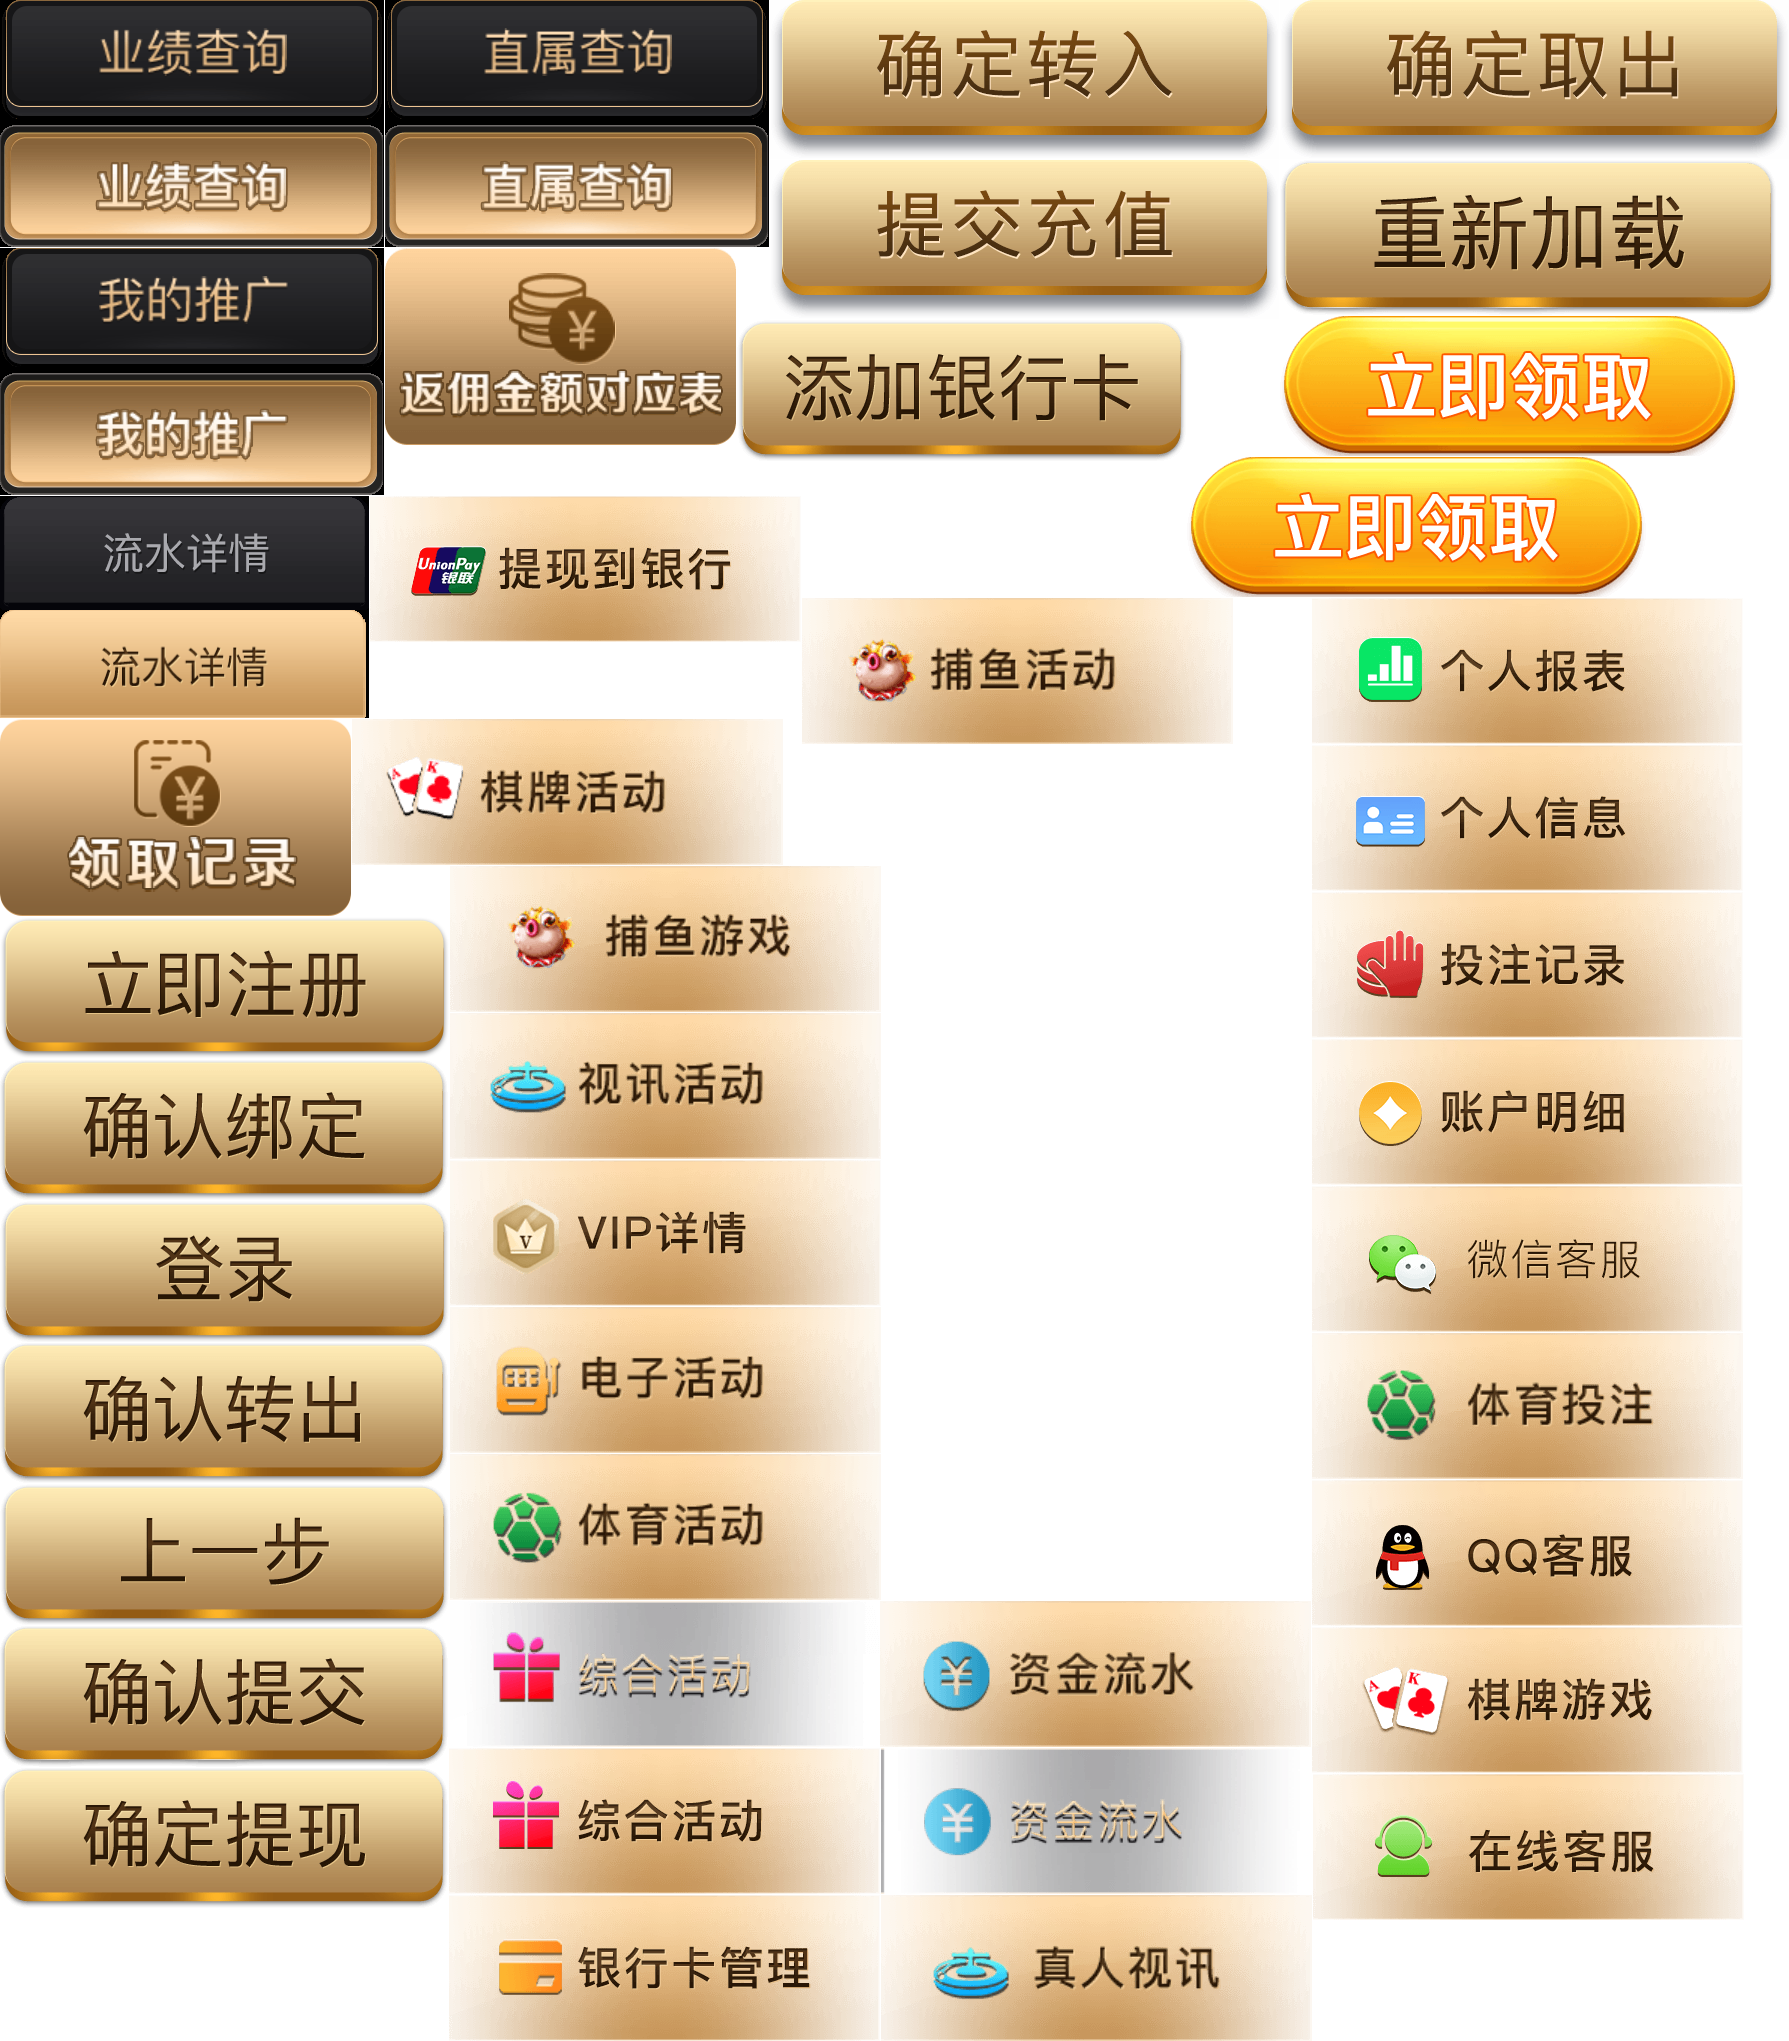 业绩查询
直属查询
确定转入
确定取出
业绩查询
直属查询
提交充值
重新加载
我的推广
返佣金额对应表
添加银行卡
立即领取
我的推广
立即领取
流水详情
UnionPay
银联
提现到银行
流水详情
捕鱼活动
个人报表
棋牌活动
个人信息
领取记录
捕鱼游戏
投注记录
立即注册
视讯活动
账户明细
确认绑定
VIP详情
微信客服
登录
电子活动
体育投注
确认转出
体育活动
QQ客服
上一步
综合活动
资金流水
棋牌游戏
确认提交
综合活动
资金流水
在线客服
确定提现
银行卡管理
真人视讯